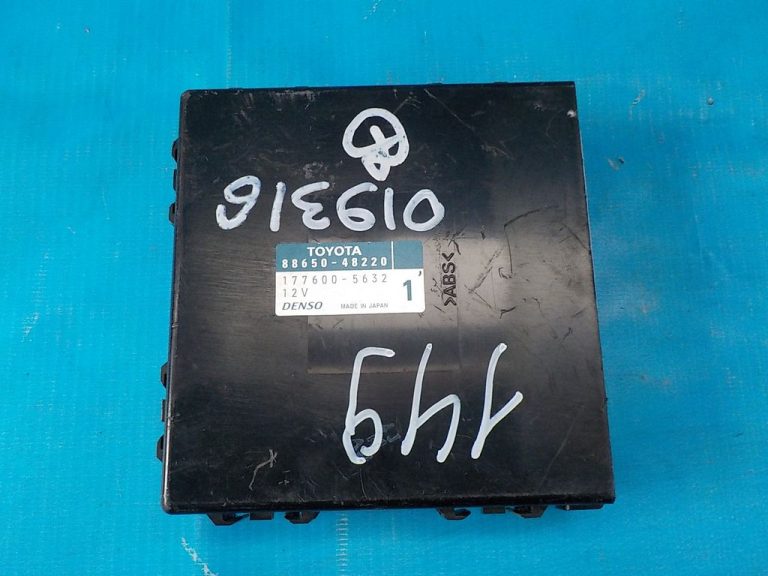 019316
TOYOTA
88650-48220
177600-5632
12V
1
DENSO MADE IN JAPAN
>ABS<
149